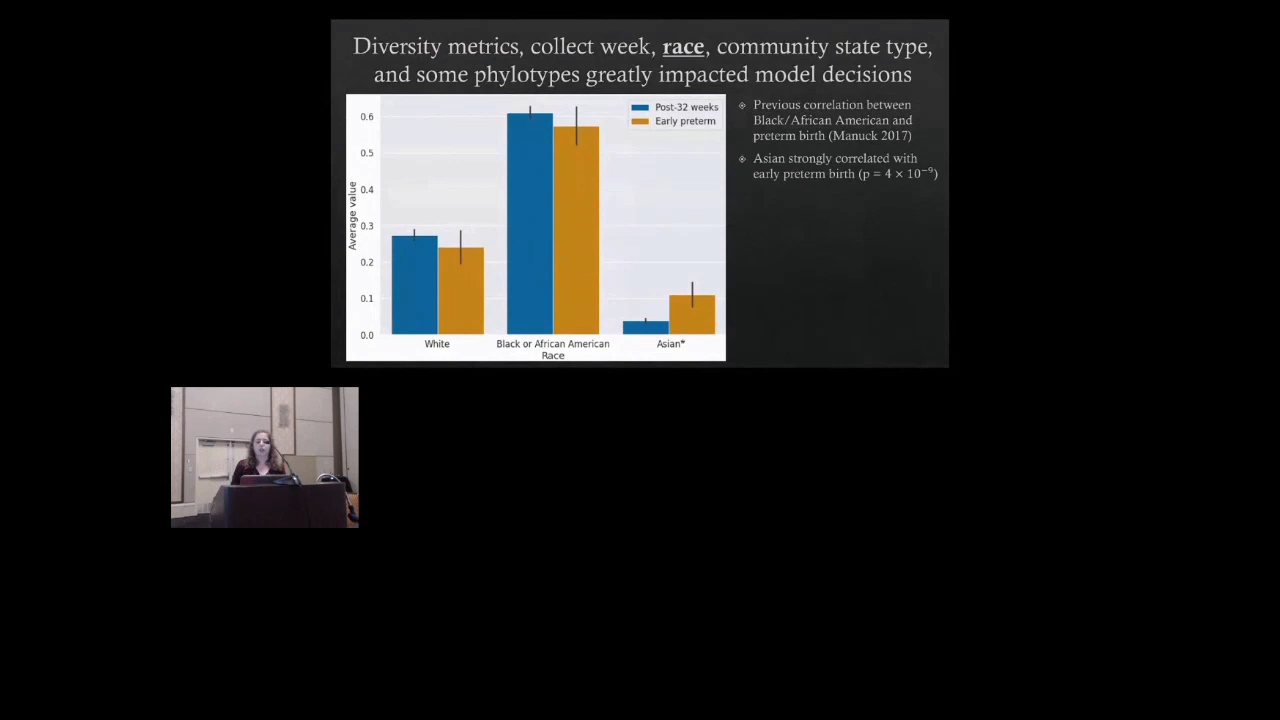 Diversity metrics, collect week, race, community state type,
and some phylotypes greatly impacted model decisions
0.6
0.5
0.4
0.3
0.2
0.1
0.0
Average value
Post-32 weeks
Early preterm
White
Black or African American
Asian*
Race
Previous correlation between
Black/African American and
preterm birth (Manuck 2017)
Asian strongly correlated with
early preterm birth (p = 4 × 10⁻⁹)